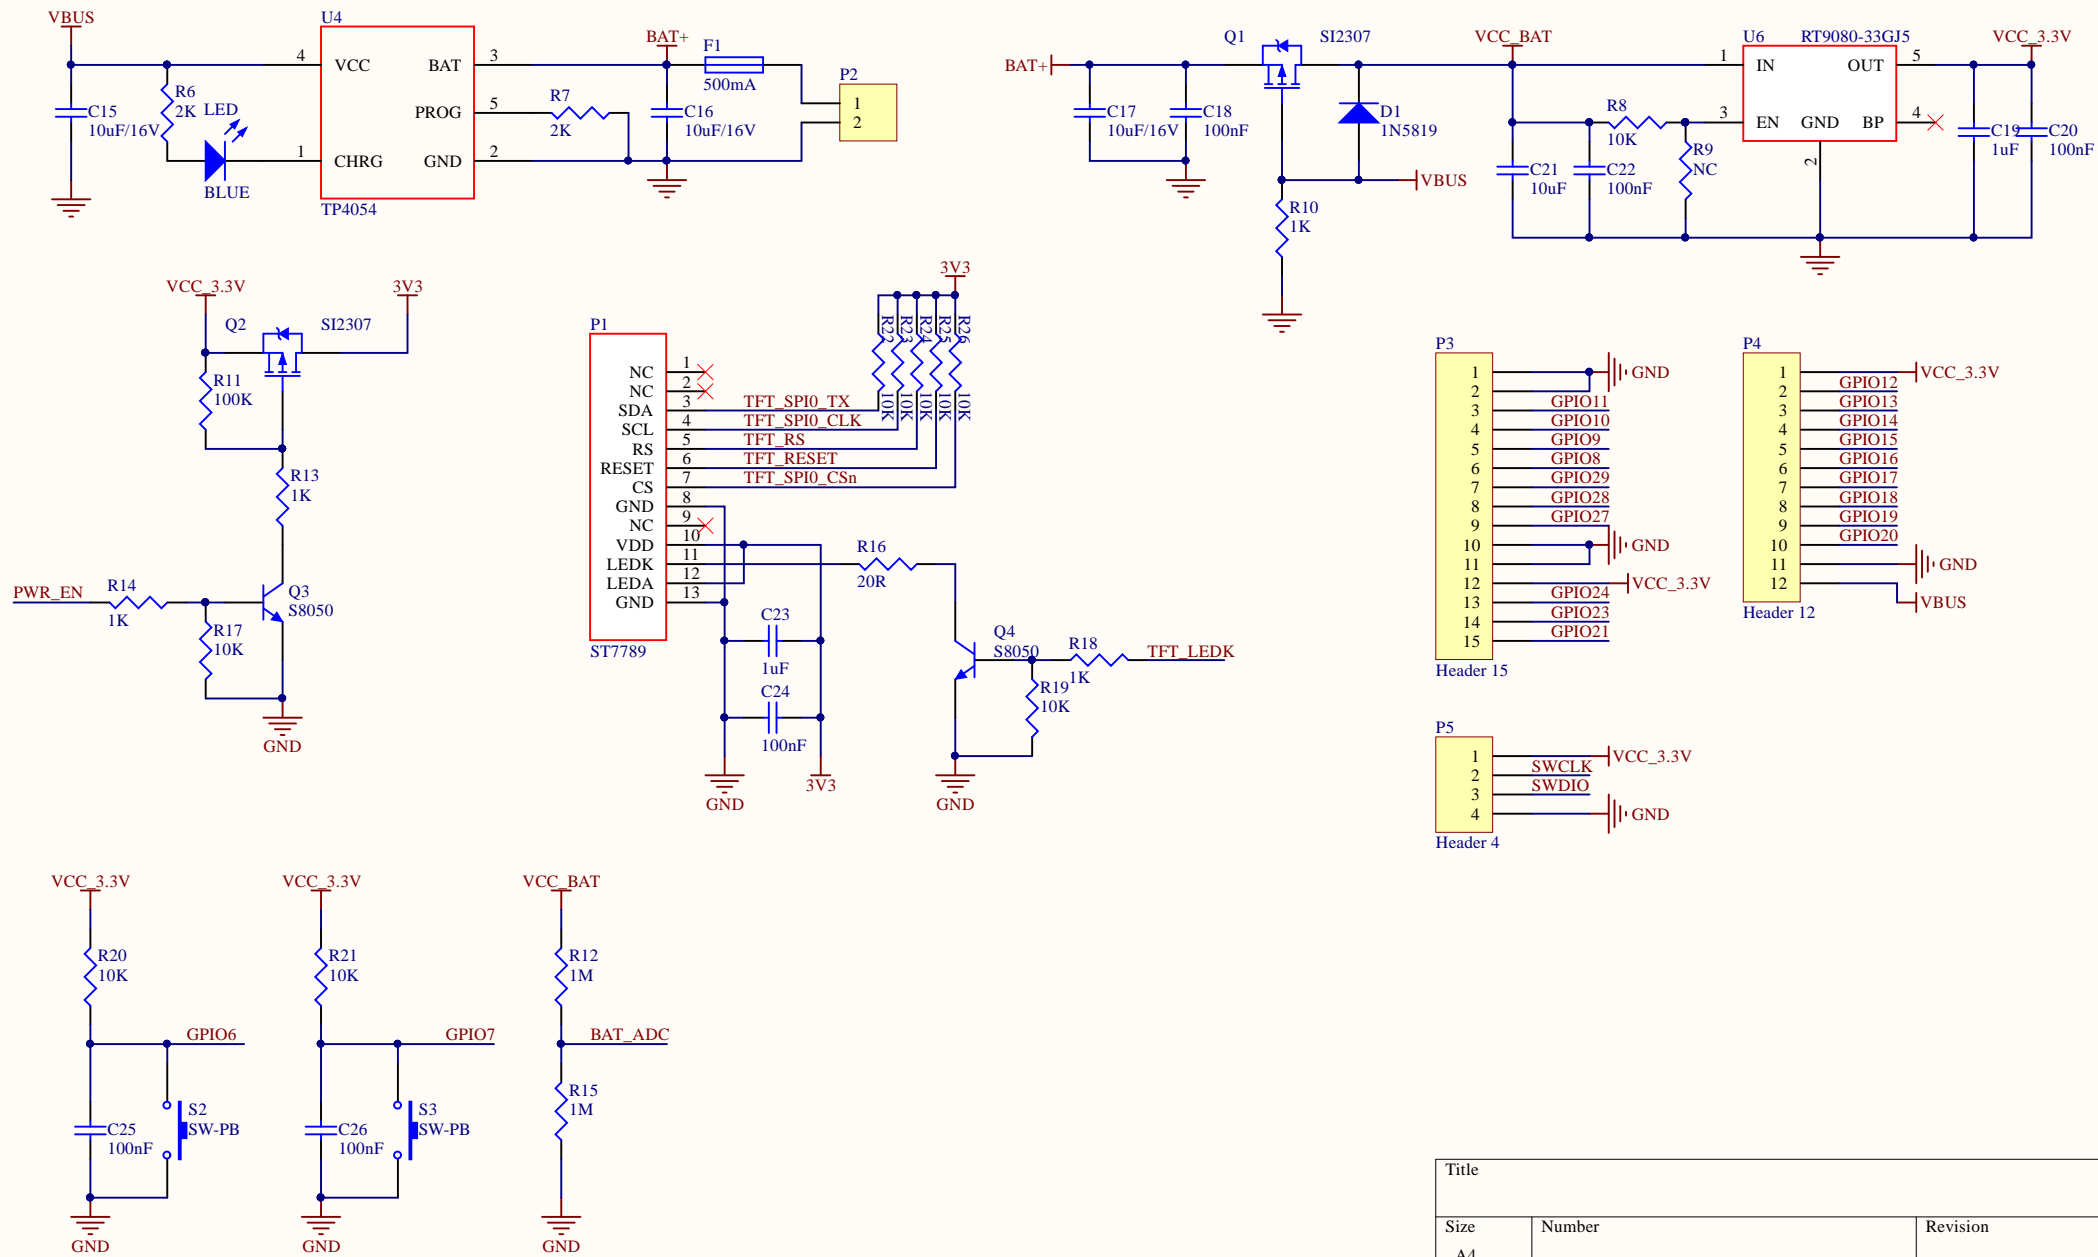 VBUS
C15
10uF/16V
R6
2K
LED
BLUE
U4
4 VCC
1 CHRG
BAT 3
PROG 5
GND 2
TP4054
R7
2K
BAT+
C16
10uF/16V
F1
500mA
P2
1
2
BAT+
C17
10uF/16V
C18
100nF
Q1
SI2307
D1
1N5819
VBUS
R10
1K
VCC_BAT
C21
10uF
C22
100nF
R8
10K
R9
NC
U6
RT9080-33GJ5
1 IN
3 EN
GND
2
OUT 5
BP 4
VCC_3.3V
C19
1uF
C20
100nF
VCC_3.3V
3V3
Q2
SI2307
R11
100K
R13
1K
PWR_EN
R14
1K
R17
10K
Q3
S8050
GND
P1
NC 1
NC 2
SDA 3
SCL 4
RS 5
RESET 6
CS 7
GND 8
NC 9
VDD 10
LEDK 11
LEDA 12
GND 13
ST7789
TFT_SPI0_TX
TFT_SPI0_CLK
TFT_RS
TFT_RESET
TFT_SPI0_CSn
3V3
R22
10K
R23
10K
R24
10K
R25
10K
R26
10K
R16
20R
C23
1uF
C24
100nF
GND
3V3
Q4
S8050
R18
1K
R19
10K
TFT_LEDK
GND
P3
1 GND
2
3 GPIO11
4 GPIO10
5 GPIO9
6 GPIO8
7 GPIO29
8 GPIO28
9 GPIO27
10 GND
11
12 VCC_3.3V
13 GPIO24
14 GPIO23
15 GPIO21
Header 15
P4
1 VCC_3.3V
2 GPIO12
3 GPIO13
4 GPIO14
5 GPIO15
6 GPIO16
7 GPIO17
8 GPIO18
9 GPIO19
10 GPIO20
11 GND
12 VBUS
Header 12
P5
1 VCC_3.3V
2 SWCLK
3 SWDIO
4 GND
Header 4
VCC_3.3V
R20
10K
GPIO6
C25
100nF
S2
SW-PB
GND
VCC_3.3V
R21
10K
GPIO7
C26
100nF
S3
SW-PB
GND
VCC_BAT
R12
1M
BAT_ADC
R15
1M
GND
Title
Size
A4
Number
Revision